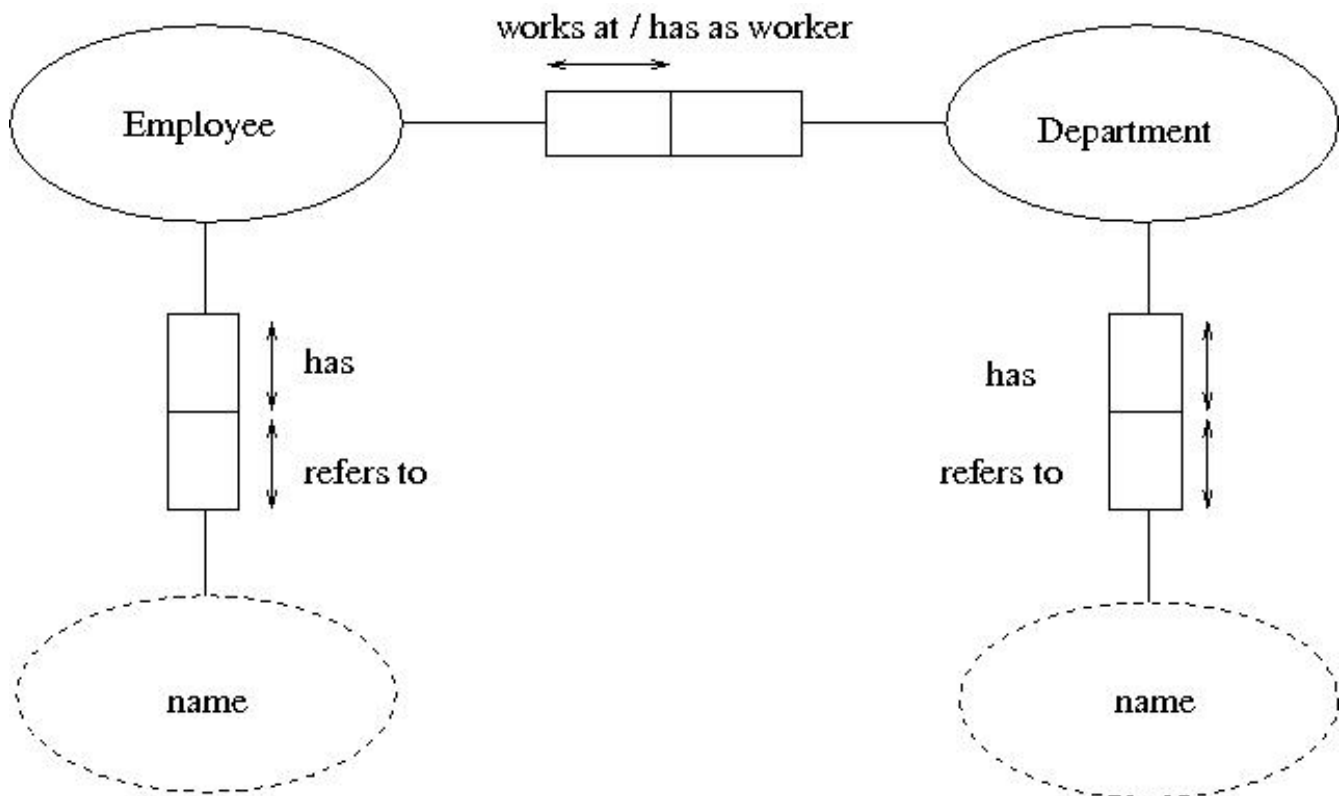 works at / has as worker
Employee
Department
has
has
refers to
refers to
name
name